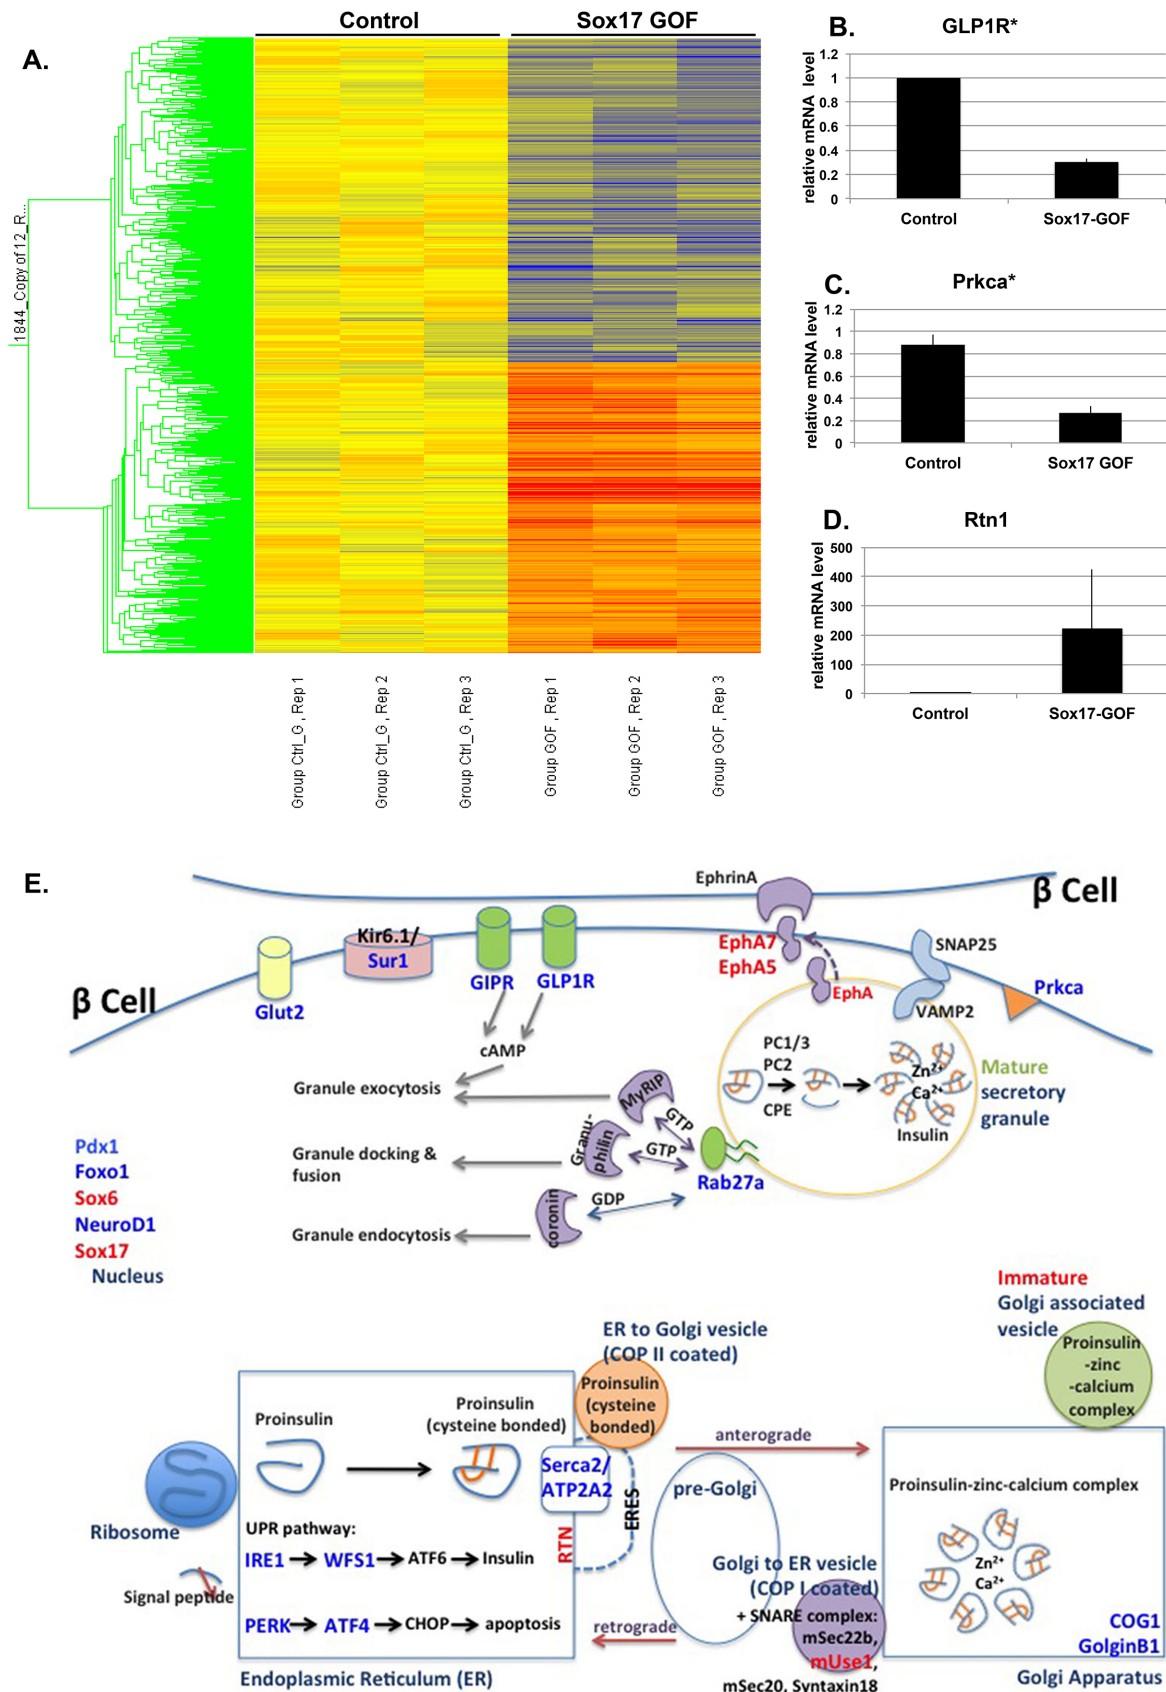 A.
Control
Sox17 GOF
1844_Copy of 12_R...
Group Ctrl_G , Rep 1
Group Ctrl_G , Rep 2
Group Ctrl_G , Rep 3
Group GOF , Rep 1
Group GOF , Rep 2
Group GOF , Rep 3
B.
GLP1R*
relative mRNA level
1.2
1
0.8
0.6
0.4
0.2
0
Control
Sox17-GOF
C.
Prkca*
relative mRNA level
1.2
1
0.8
0.6
0.4
0.2
0
Control
Sox17 GOF
D.
Rtn1
relative mRNA level
500
400
300
200
100
0
Control
Sox17-GOF
E.
EphrinA
β Cell
Kir6.1/
Sur1
EphA7
EphA5
SNAP25
GIPR
GLP1R
β Cell
Glut2
EphA
VAMP2
Prkca
cAMP
PC1/3
PC2
CPE
Zn²⁺
Ca²⁺
Insulin
Mature
secretory
granule
Granule exocytosis
MyRIP
GTP
Granu-
philin
GTP
Granule docking &
fusion
Rab27a
GDP
coronin
Granule endocytosis
Pdx1
Foxo1
Sox6
NeuroD1
Sox17
Nucleus
Immature
Golgi associated
vesicle
Proinsulin
-zinc
-calcium
complex
ER to Golgi vesicle
(COP II coated)
Proinsulin
(cysteine
bonded)
Proinsulin
Proinsulin
(cysteine bonded)
anterograde
Serca2/
ATP2A2
ERES
pre-Golgi
Proinsulin-zinc-calcium complex
Ribosome
UPR pathway:
RTN
IRE1
WFS1
ATF6
Insulin
Golgi to ER vesicle
(COP I coated)
Zn²⁺
Ca²⁺
Signal peptide
PERK
ATF4
CHOP
apoptosis
retrograde
+ SNARE complex:
mSec22b,
mUse1,
mSec20, Syntaxin18
COG1
GolginB1
Endoplasmic Reticulum (ER)
Golgi Apparatus